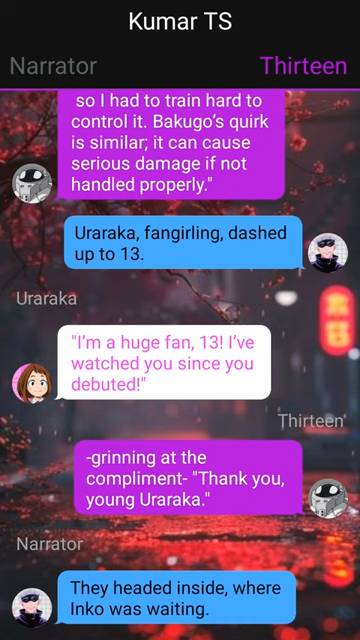 Kumar TS
Narrator
Thirteen
so I had to train hard to
control it. Bakugo’s quirk
is similar; it can cause
serious damage if not
handled properly."
Uraraka, fangirling, dashed
up to 13.
Uraraka
"I’m a huge fan, 13! I’ve
watched you since you
debuted!"
Thirteen
-grinning at the
compliment- "Thank you,
young Uraraka."
Narrator
They headed inside, where
Inko was waiting.